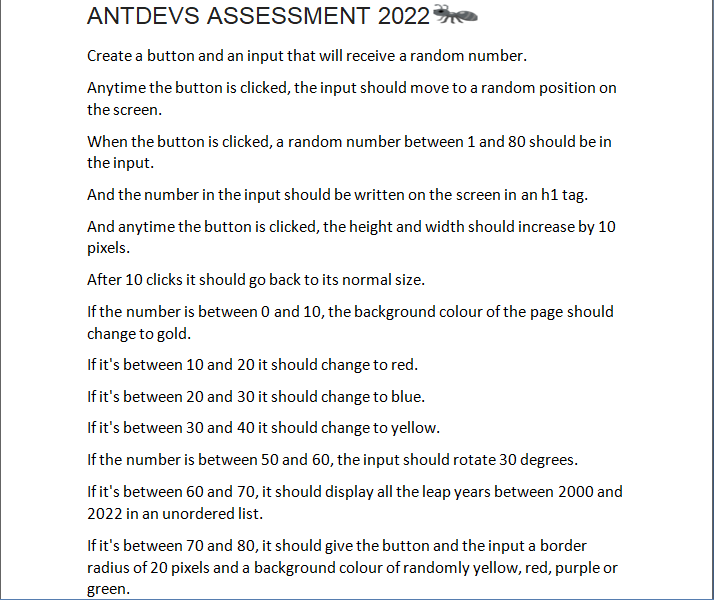 ANTDEVS ASSESSMENT 2022🐜
Create a button and an input that will receive a random number.
Anytime the button is clicked, the input should move to a random position on
the screen.
When the button is clicked, a random number between 1 and 80 should be in
the input.
And the number in the input should be written on the screen in an h1 tag.
And anytime the button is clicked, the height and width should increase by 10
pixels.
After 10 clicks it should go back to its normal size.
If the number is between 0 and 10, the background colour of the page should
change to gold.
If it's between 10 and 20 it should change to red.
If it's between 20 and 30 it should change to blue.
If it's between 30 and 40 it should change to yellow.
If the number is between 50 and 60, the input should rotate 30 degrees.
If it's between 60 and 70, it should display all the leap years between 2000 and
2022 in an unordered list.
If it's between 70 and 80, it should give the button and the input a border
radius of 20 pixels and a background colour of randomly yellow, red, purple or
green.